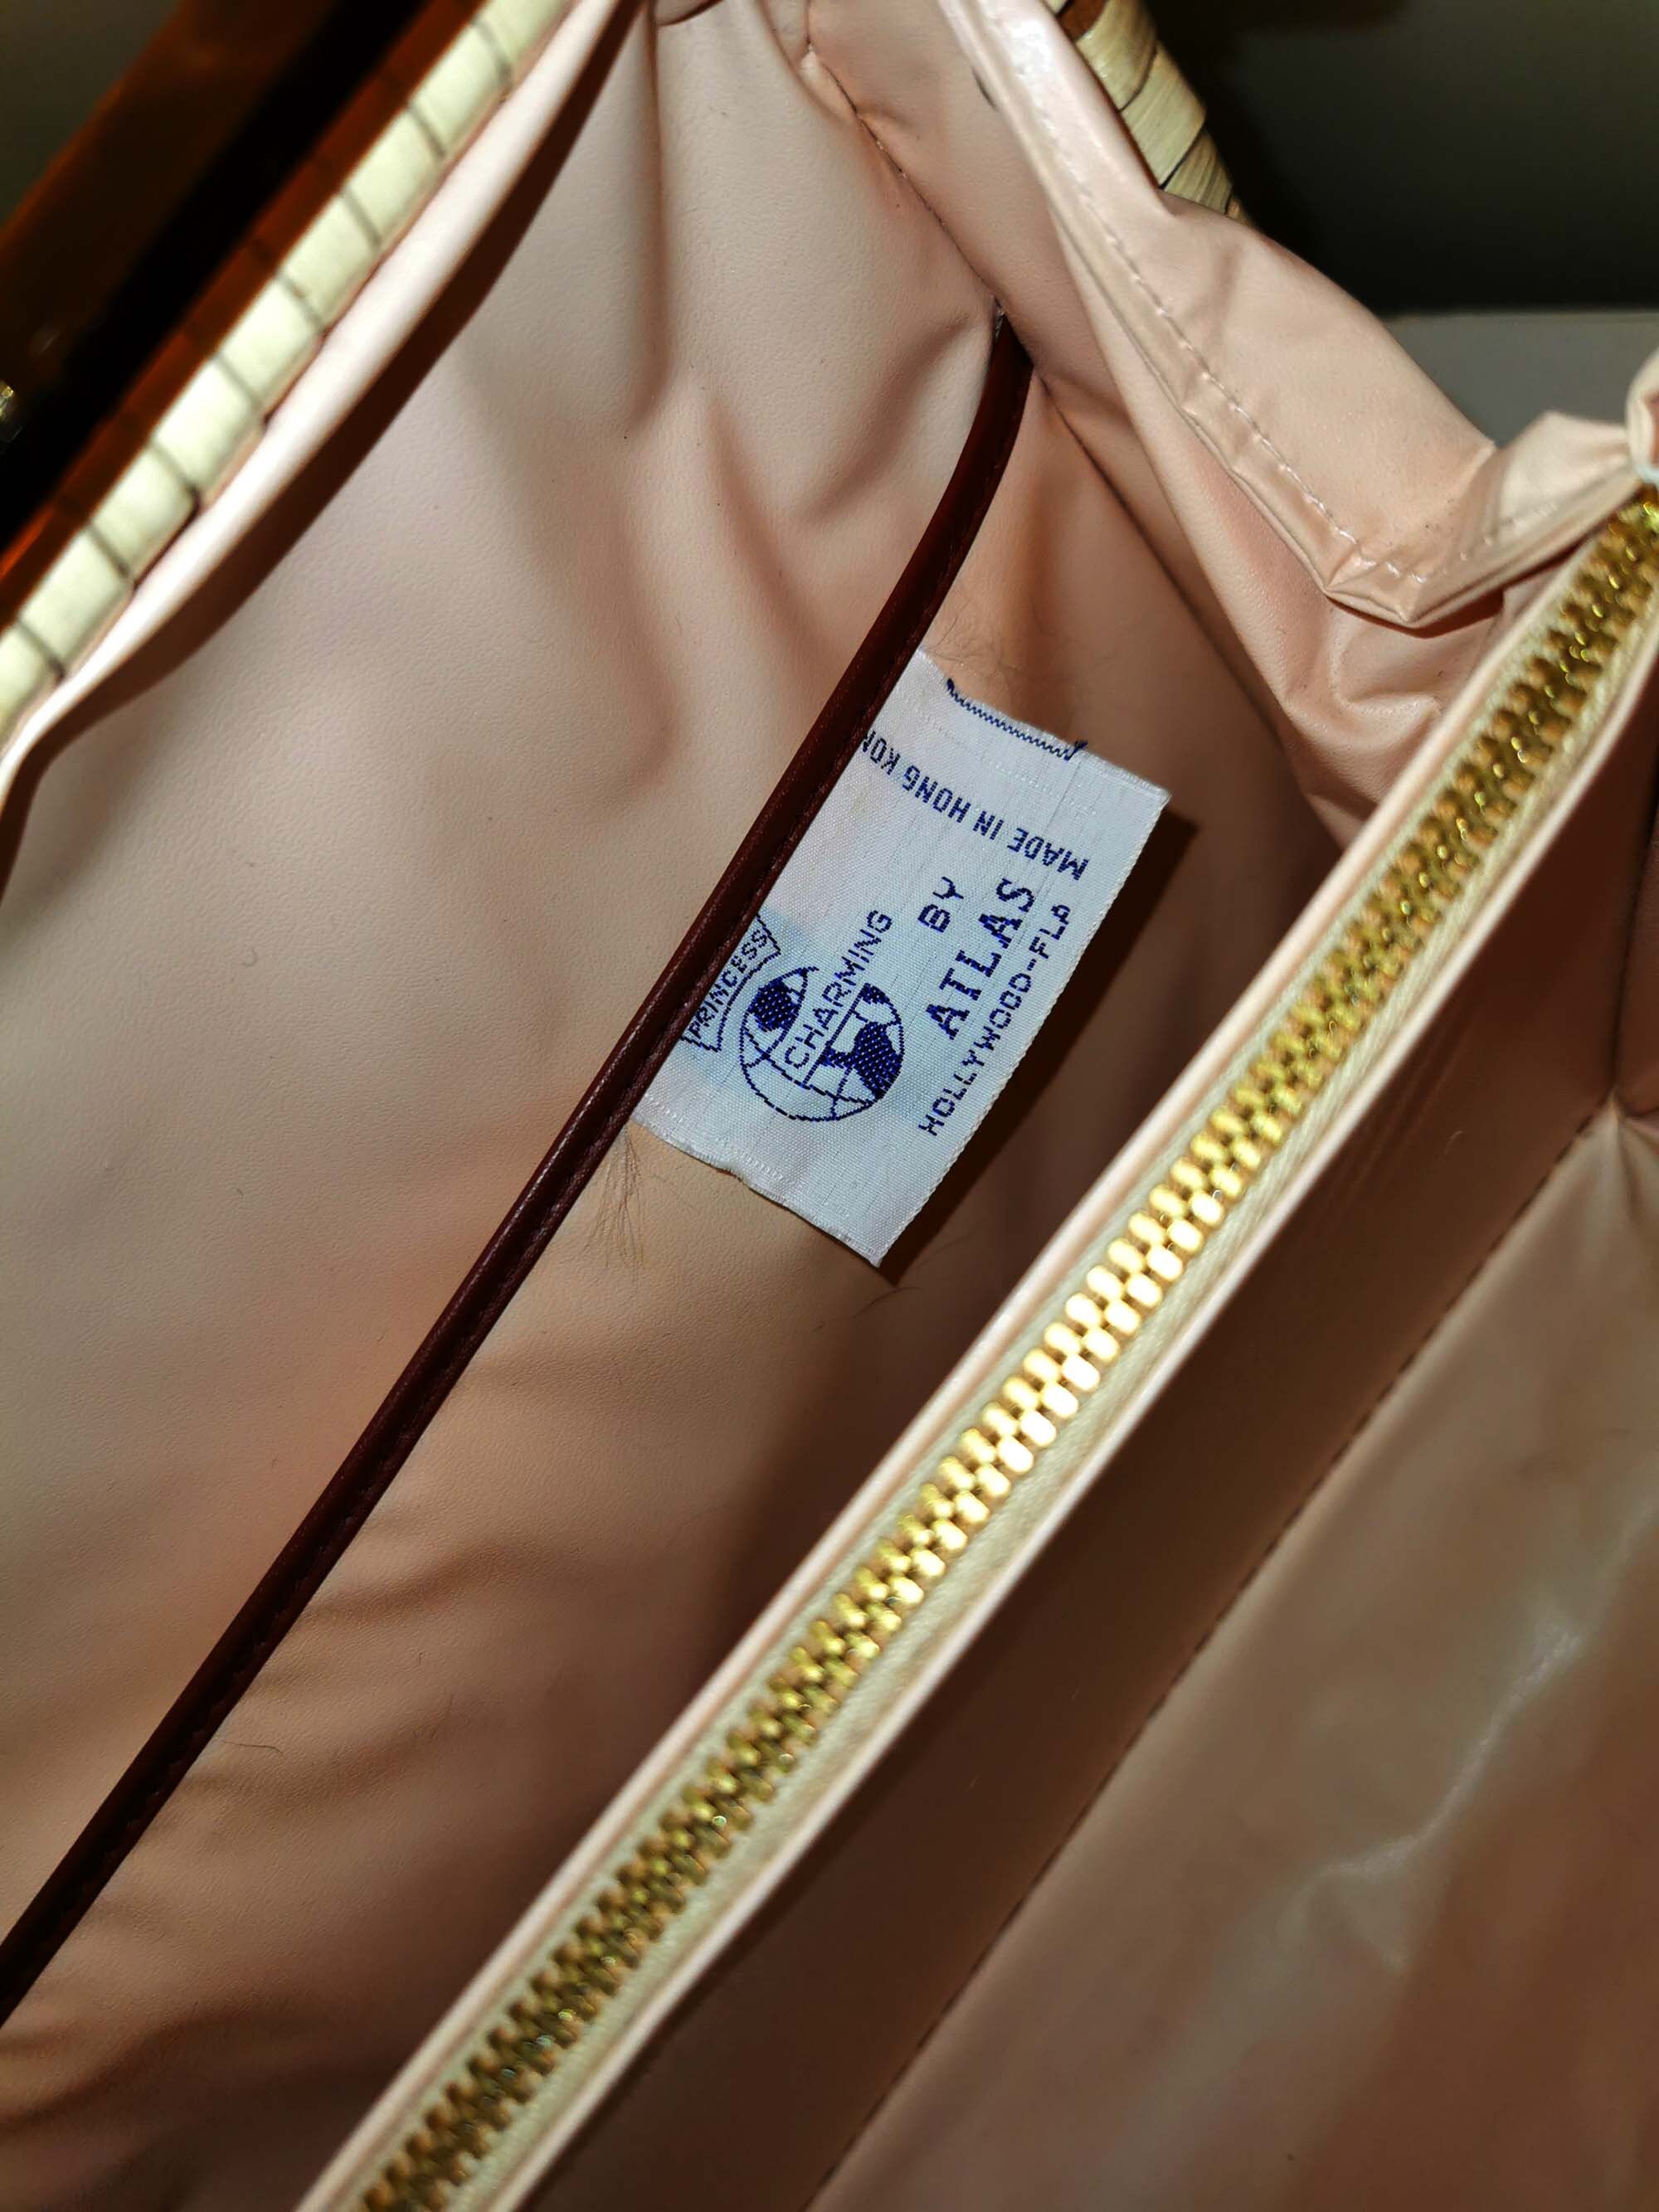 PRINCESS
CHARMING
BY
ATLAS
HOLLYWOOD-FLA
MADE IN HONG KON